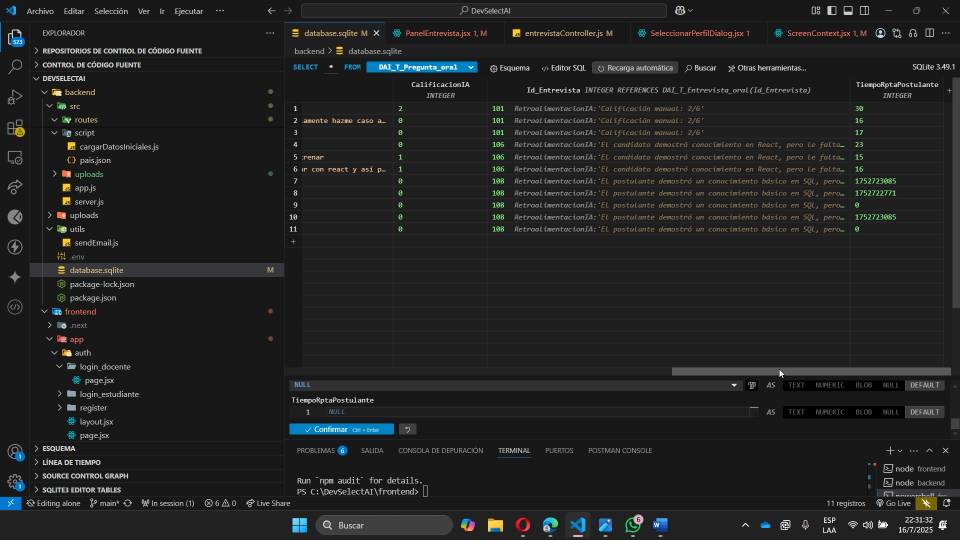 Archivo Editar Selección Ver Ir Ejecutar ···
DevSelectAI
EXPLORADOR
REPOSITORIOS DE CONTROL DE CÓDIGO FUENTE
CONTROL DE CÓDIGO FUENTE
DEVSELECTAI
backend
src
routes
script
cargarDatosIniciales.js
pais.json
uploads
app.js
server.js
uploads
utils
sendEmail.js
.env
database.sqlite M
package-lock.json
package.json
frontend
.next
app
auth
login_docente
page.jsx
login_estudiante
register
layout.jsx
page.jsx
ESQUEMA
LÍNEA DE TIEMPO
SOURCE CONTROL GRAPH
SQLITE3 EDITOR TABLES
database.sqlite M
PanelEntrevista.jsx 1, M
entrevistaController.js M
SeleccionarPerfilDialog.jsx 1
ScreenContext.jsx 1, M
backend > database.sqlite
SELECT * FROM DAI_T_Pregunta_oral Esquema Editor SQL Recarga automática Buscar Otras herramientas... SQLite 3.49.1
CalificacionIA INTEGER
Id_Entrevista INTEGER REFERENCES DAI_T_Entrevista_oral(Id_Entrevista)
TiempoRptaPostulante INTEGER
1 2 101 RetroalimentacionIA:'Calificación manual: 2/6' 30
2 amente hazme caso a… 0 101 RetroalimentacionIA:'Calificación manual: 2/6' 16
3 0 101 RetroalimentacionIA:'Calificación manual: 2/6' 17
4 0 106 RetroalimentacionIA:'El candidato demostró conocimiento en React, pero le falta… 23
5 trenar 1 106 RetroalimentacionIA:'El candidato demostró conocimiento en React, pero le falta… 15
6 ar con react y así p… 1 106 RetroalimentacionIA:'El candidato demostró conocimiento en React, pero le falta… 16
7 0 108 RetroalimentacionIA:'El postulante demostró un conocimiento básico en SQL, pero… 1752723085
8 0 108 RetroalimentacionIA:'El postulante demostró un conocimiento básico en SQL, pero… 1752722771
9 0 108 RetroalimentacionIA:'El postulante demostró un conocimiento básico en SQL, pero… 0
10 0 108 RetroalimentacionIA:'El postulante demostró un conocimiento básico en SQL, pero… 1752723085
11 0 108 RetroalimentacionIA:'El postulante demostró un conocimiento básico en SQL, pero… 0
+
NULL AS TEXT NUMERIC BLOB NULL DEFAULT
TiempoRptaPostulante
1 NULL AS TEXT NUMERIC BLOB NULL DEFAULT
Confirmar Ctrl + Enter
PROBLEMAS 6 SALIDA CONSOLA DE DEPURACIÓN TERMINAL PUERTOS POSTMAN CONSOLE
Run `npm audit` for details.
PS C:\DevSelectAI\frontend>
node frontend
node backend
Editing alone main* In session (1) 6 0 Live Share 11 registros Go Live
Buscar
ESP
LAA
22:31:32
16/7/2025